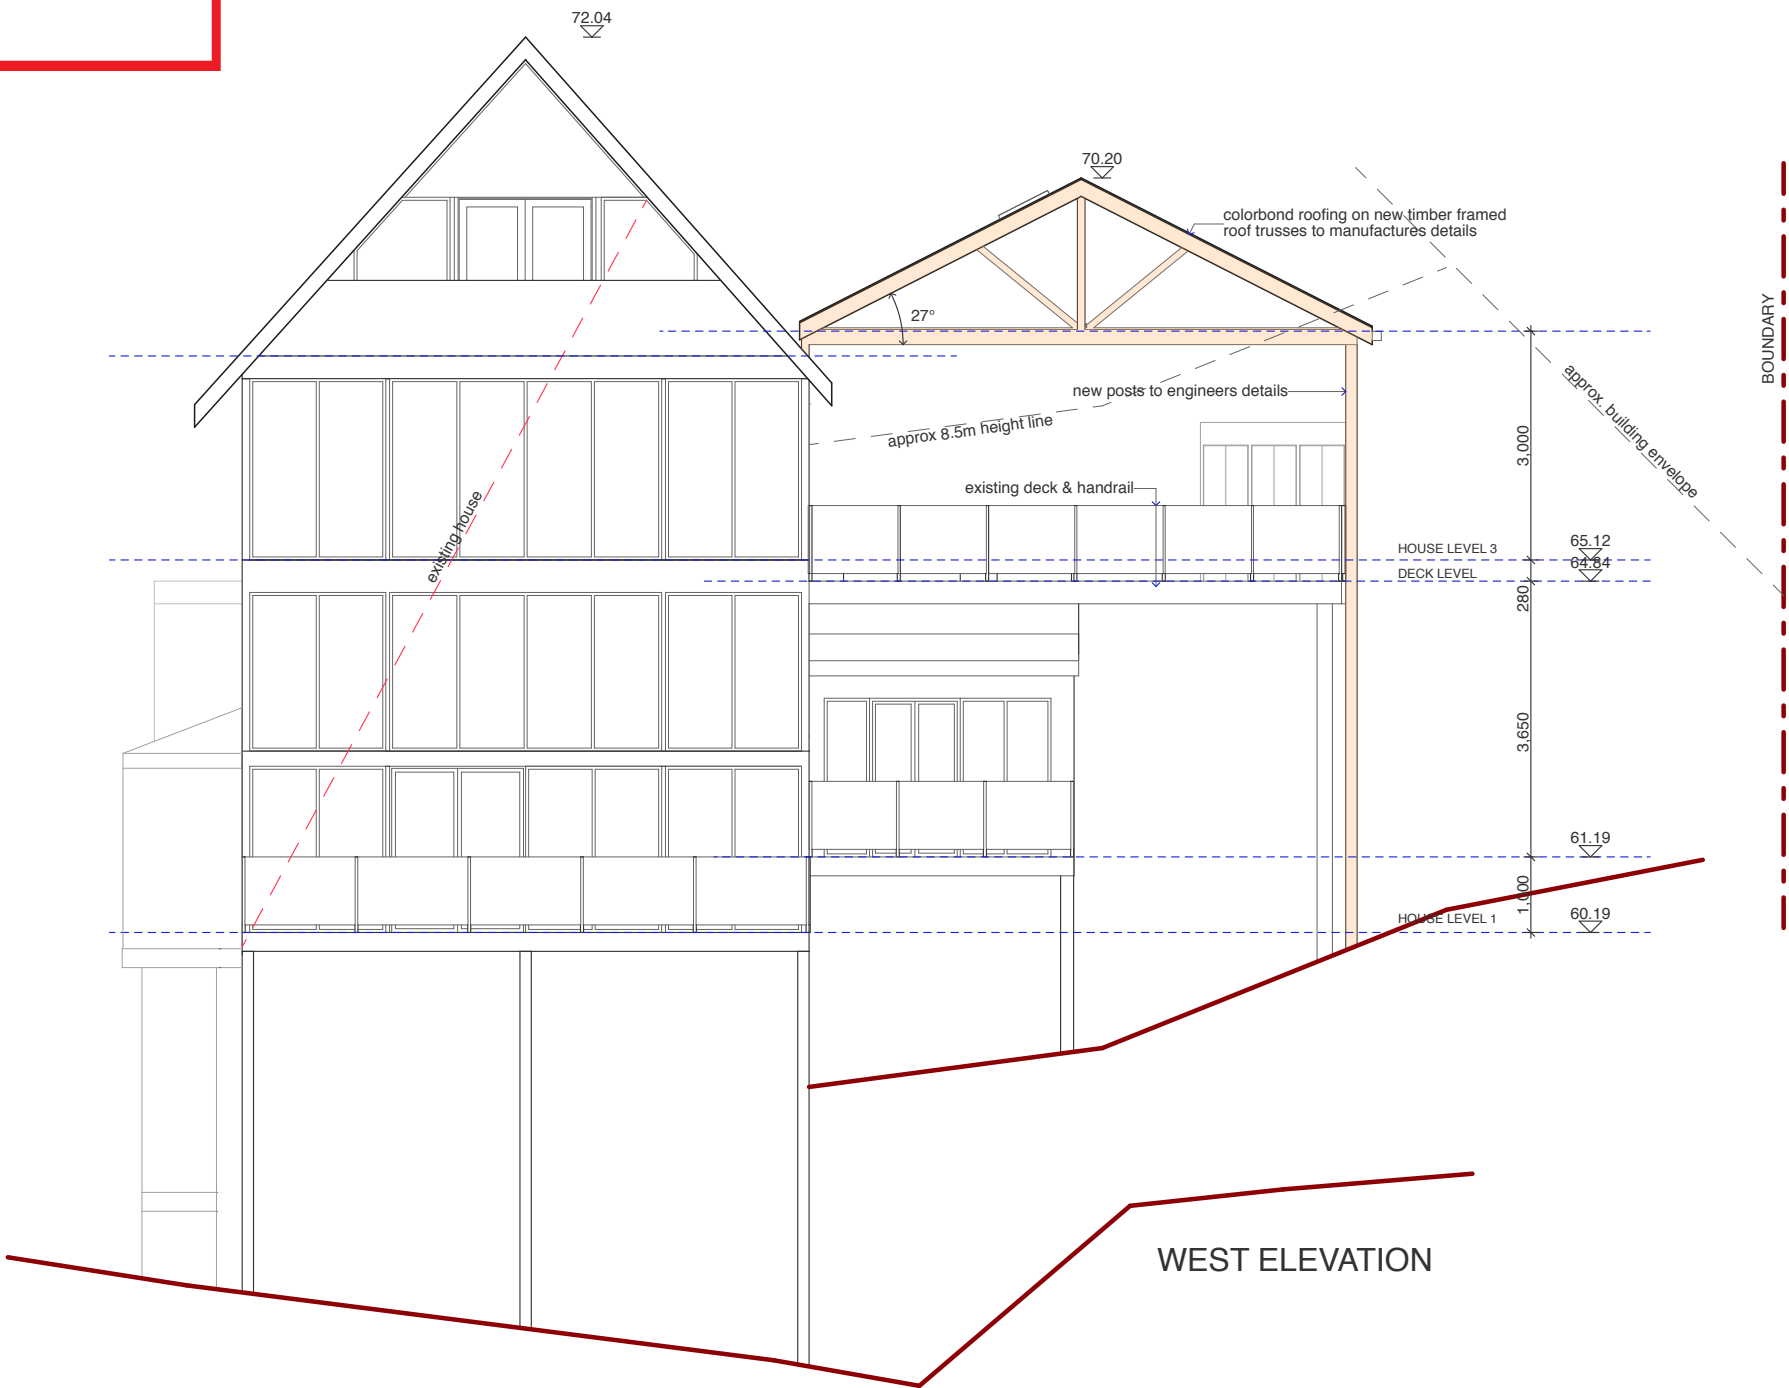 72.04
70.20
colorbond roofing on new timber framed
roof trusses to manufactures details
27°
BOUNDARY
new posts to engineers details
approx 8.5m height line
approx. building envelope
3,000
existing deck & handrail
existing house
HOUSE LEVEL 3
65.12
DECK LEVEL
64.84
280
3,650
61.19
1,000
HOUSE LEVEL 1
60.19
WEST ELEVATION